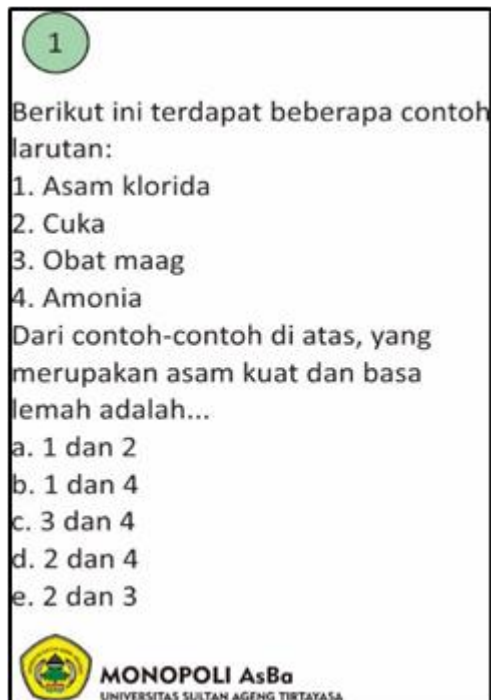 1
Berikut ini terdapat beberapa contoh
larutan:
1. Asam klorida
2. Cuka
3. Obat maag
4. Amonia
Dari contoh-contoh di atas, yang
merupakan asam kuat dan basa
lemah adalah...
a. 1 dan 2
b. 1 dan 4
c. 3 dan 4
d. 2 dan 4
e. 2 dan 3
MONOPOLI AsBa
UNIVERSITAS SULTAN AGENG TIRTAYASA